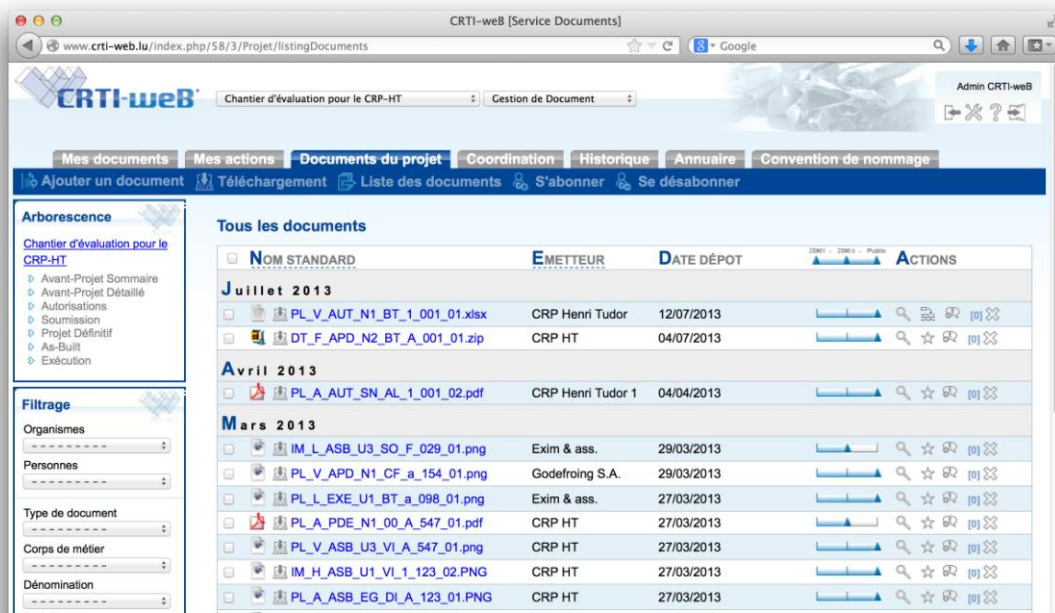 CRTI-weB [Service Documents]
www.crti-web.lu/index.php/58/3/Projet/listingDocuments
Google
CRTI-weB
Chantier d'évaluation pour le CRP-HT
Gestion de Document
Admin CRTI-weB
Mes documents Mes actions Documents du projet Coordination Historique Annuaire Convention de nommage
Ajouter un document Téléchargement Liste des documents S'abonner Se désabonner
Arborescence
Chantier d'évaluation pour le
CRP-HT
Avant-Projet Sommaire
Avant-Projet Détaillé
Autorisations
Soumission
Projet Définitif
As-Built
Exécution
Filtrage
Organismes
- - - - - - - - -
Personnes
- - - - - - - - -
Type de document
- - - - - - - - -
Corps de métier
- - - - - - - - -
Dénomination
- - - - - - - - -
Tous les documents
NOM STANDARD EMETTEUR DATE DÉPOT ZONE1 - ZONE2 - Public ACTIONS
Juillet 2013
PL_V_AUT_N1_BT_1_001_01.xlsx CRP Henri Tudor 12/07/2013 [0]
DT_F_APD_N2_BT_A_001_01.zip CRP HT 04/07/2013 [0]
Avril 2013
PL_A_AUT_SN_AL_1_001_02.pdf CRP Henri Tudor 1 04/04/2013 [0]
Mars 2013
IM_L_ASB_U3_SO_F_029_01.png Exim & ass. 29/03/2013 [0]
PL_V_APD_N1_CF_a_154_01.png Godefroing S.A. 29/03/2013 [0]
PL_L_EXE_U1_BT_a_098_01.png Exim & ass. 27/03/2013 [0]
PL_A_PDE_N1_00_A_547_01.pdf CRP HT 27/03/2013 [0]
PL_V_ASB_U3_VI_A_547_01.png CRP HT 27/03/2013 [0]
IM_H_ASB_U1_VI_1_123_02.PNG CRP HT 27/03/2013 [0]
PL_A_ASB_EG_DI_A_123_01.PNG CRP HT 27/03/2013 [0]